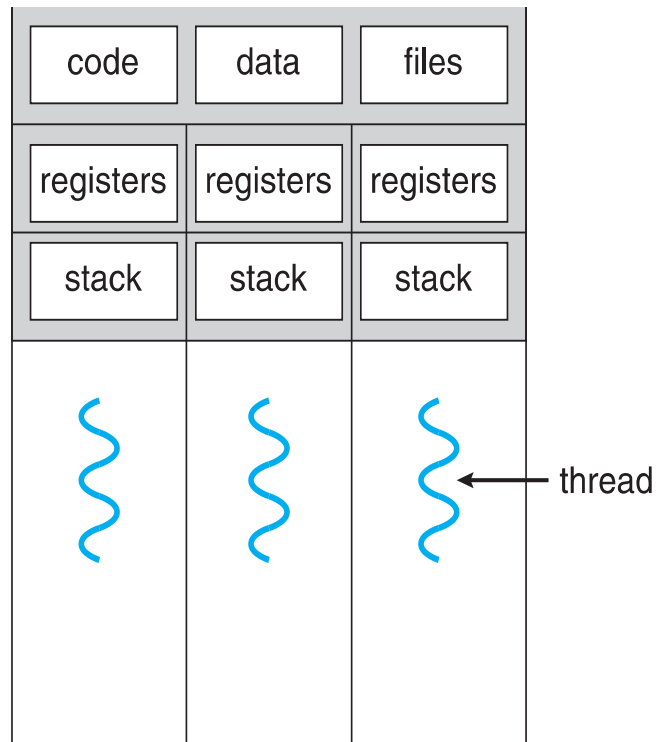 code data files
registers registers registers
stack stack stack
thread